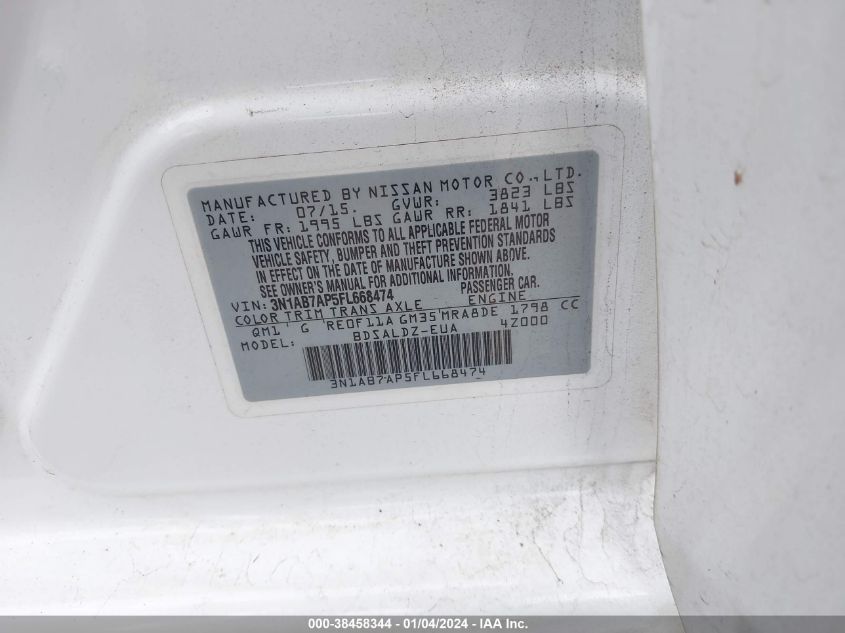 MANUFACTURED BY NISSAN MOTOR CO., LTD.
DATE: 07/15. GVWR: 3823 LBS
GAWR FR: 1995 LBS GAWR RR: 1841 LBS
THIS VEHICLE CONFORMS TO ALL APPLICABLE FEDERAL MOTOR
VEHICLE SAFETY, BUMPER AND THEFT PREVENTION STANDARDS
IN EFFECT ON THE DATE OF MANUFACTURE SHOWN ABOVE.
SEE OWNER'S MANUAL FOR ADDITIONAL INFORMATION.
VIN: 3N1AB7AP5FL668474 PASSENGER CAR.
COLOR TRIM TRANS AXLE ENGINE
QM1 G RE0F11A GM35 MRA8DE 1798 CC
MODEL: BDSALDZ-EUA 4Z000
3N1AB7AP5FL668474
000-38458344 - 01/04/2024 - IAA Inc.